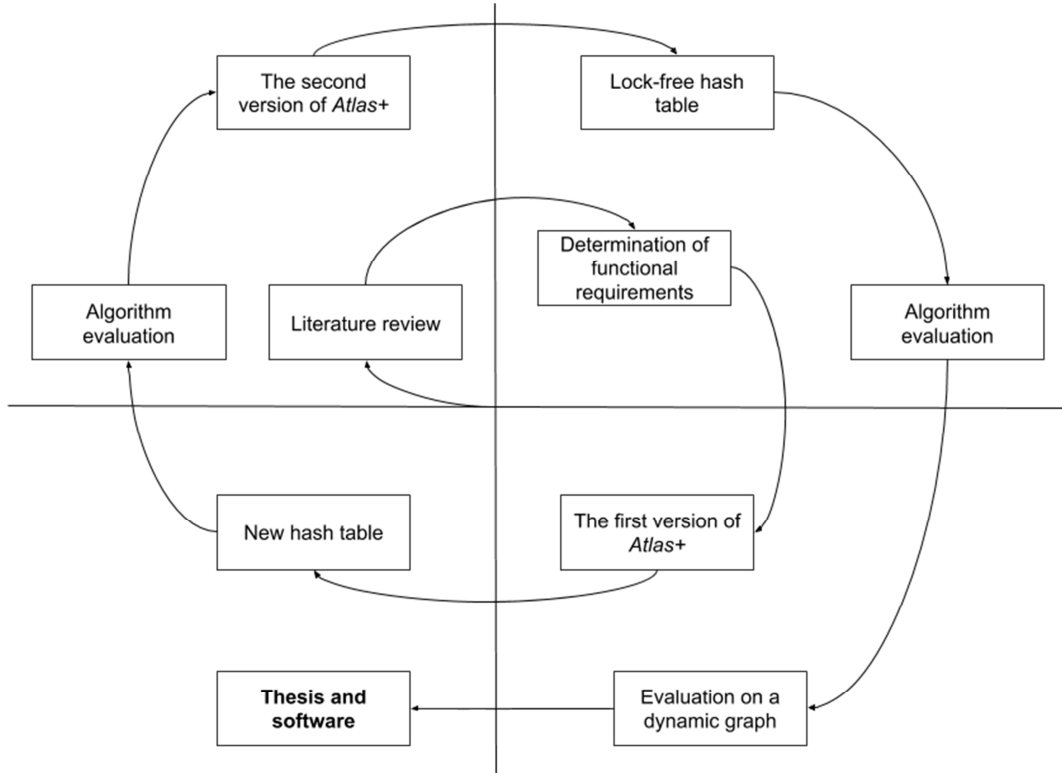 The second
version of Atlas+
Lock-free hash
table
Determination of
functional
requirements
Algorithm
evaluation
Literature review
Algorithm
evaluation
New hash table
The first version of
Atlas+
Thesis and
software
Evaluation on a
dynamic graph